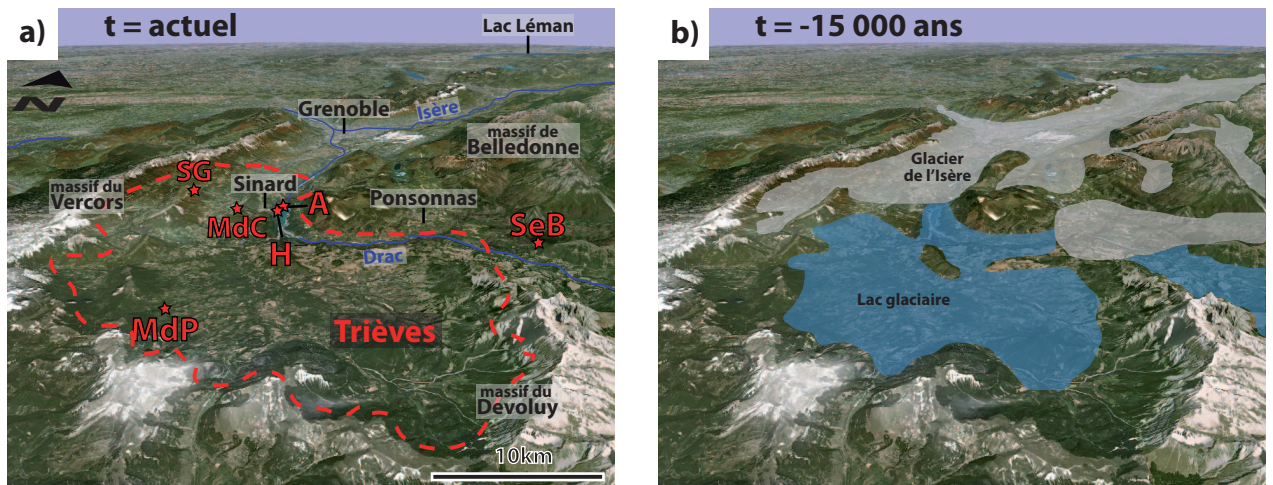 a)
t = actuel
Lac Léman
N
Grenoble
Isère
massif de
Belledonne
SG
massif du
Vercors
Sinard
A
Ponsonnas
MdC
SeB
H
Drac
MdP
Trièves
massif du
Dévoluy
10km
b)
t = -15 000 ans
Glacier
de l'Isère
Lac glaciaire